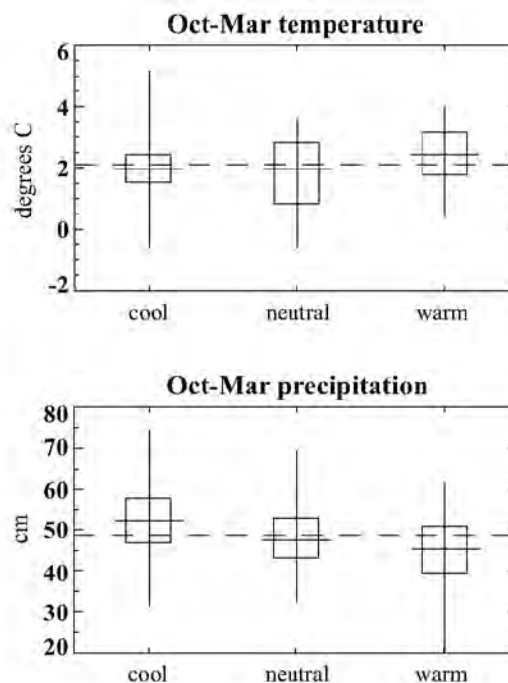 Oct-Mar temperature
6
4
2
0
-2
degrees C
cool neutral warm
Oct-Mar precipitation
80
70
60
50
40
30
20
cm
cool neutral warm